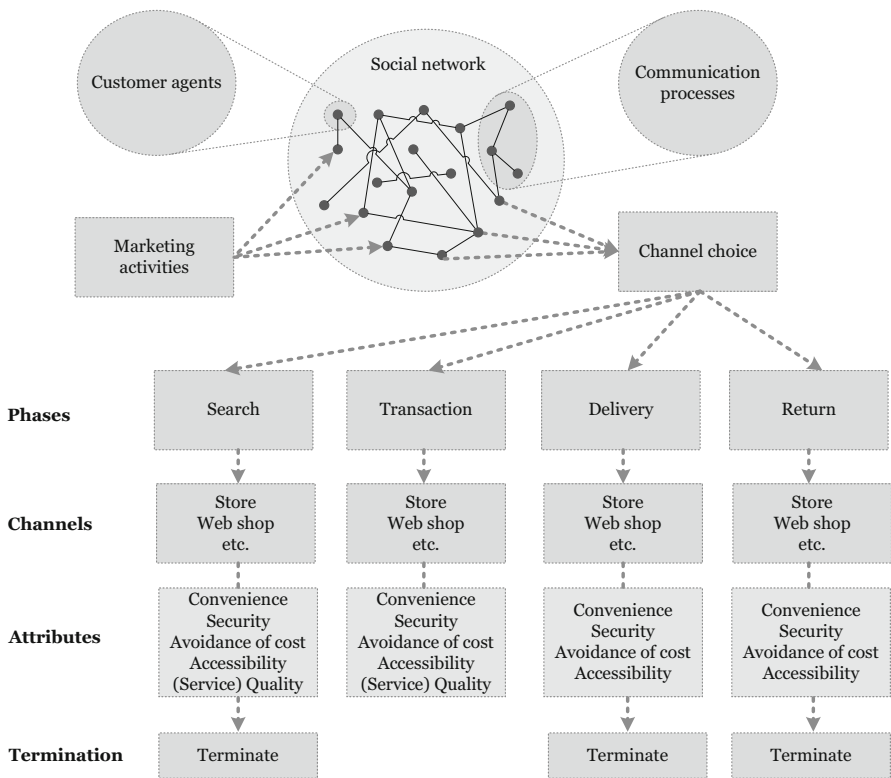 Customer agents
Social network
Communication
processes
Marketing
activities
Channel choice
Phases
Search
Transaction
Delivery
Return
Channels
Store
Web shop
etc.
Store
Web shop
etc.
Store
Web shop
etc.
Store
Web shop
etc.
Attributes
Convenience
Security
Avoidance of cost
Accessibility
(Service) Quality
Convenience
Security
Avoidance of cost
Accessibility
(Service) Quality
Convenience
Security
Avoidance of cost
Accessibility
Convenience
Security
Avoidance of cost
Accessibility
Termination
Terminate
Terminate
Terminate